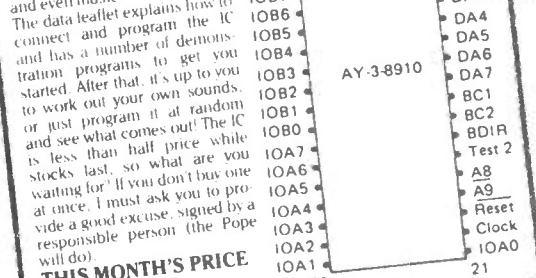 The data leaflet explains how to
connect and program the IC
and has a number of demons-
tration programs to get you
started. After that, it's up to you
to work out your own sounds,
or just program it at random
and see what comes out! The IC
is less than half price while
stocks last, so what are you
waiting for? If you don't buy one
at once, I must ask you to pro-
vide a good excuse, signed by a
responsible person (the Pope
will do).
THIS MONTH'S PRICE
IOB6
IOB5
IOB4
IOB3
IOB2
IOB1
IOB0
IOA7
IOA6
IOA5
IOA4
IOA3
IOA2
IOA1
AY-3-8910
DA4
DA5
DA6
DA7
BC1
BC2
BDIR
Test 2
A8
A9
Reset
Clock
IOA0
21